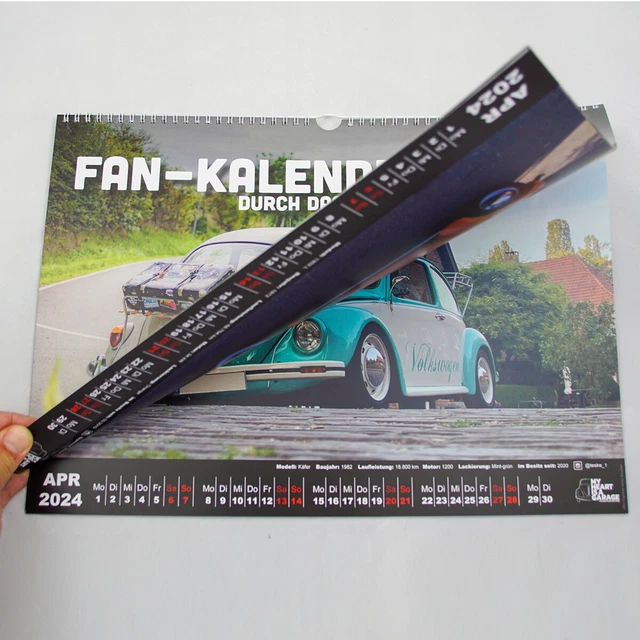 FAN-KALEND
DURCH DA
APR
2024
Volkswagen
Modell: Käfer Baujahr: 1982 Laufleistung: 18.800 km Motor: 1200 Lackierung: Mint-grün Im Besitz seit: 2020
APR
2024
Mo Di Mi Do Fr Sa So Mo Di Mi Do Fr Sa So Mo Di Mi Do Fr Sa So Mo Di Mi Do Fr Sa So Mo Di
1 2 3 4 5 6 7 8 9 10 11 12 13 14 15 16 17 18 19 20 21 22 23 24 25 26 27 28 29 30
MY
HEART
IS A
GARAGE